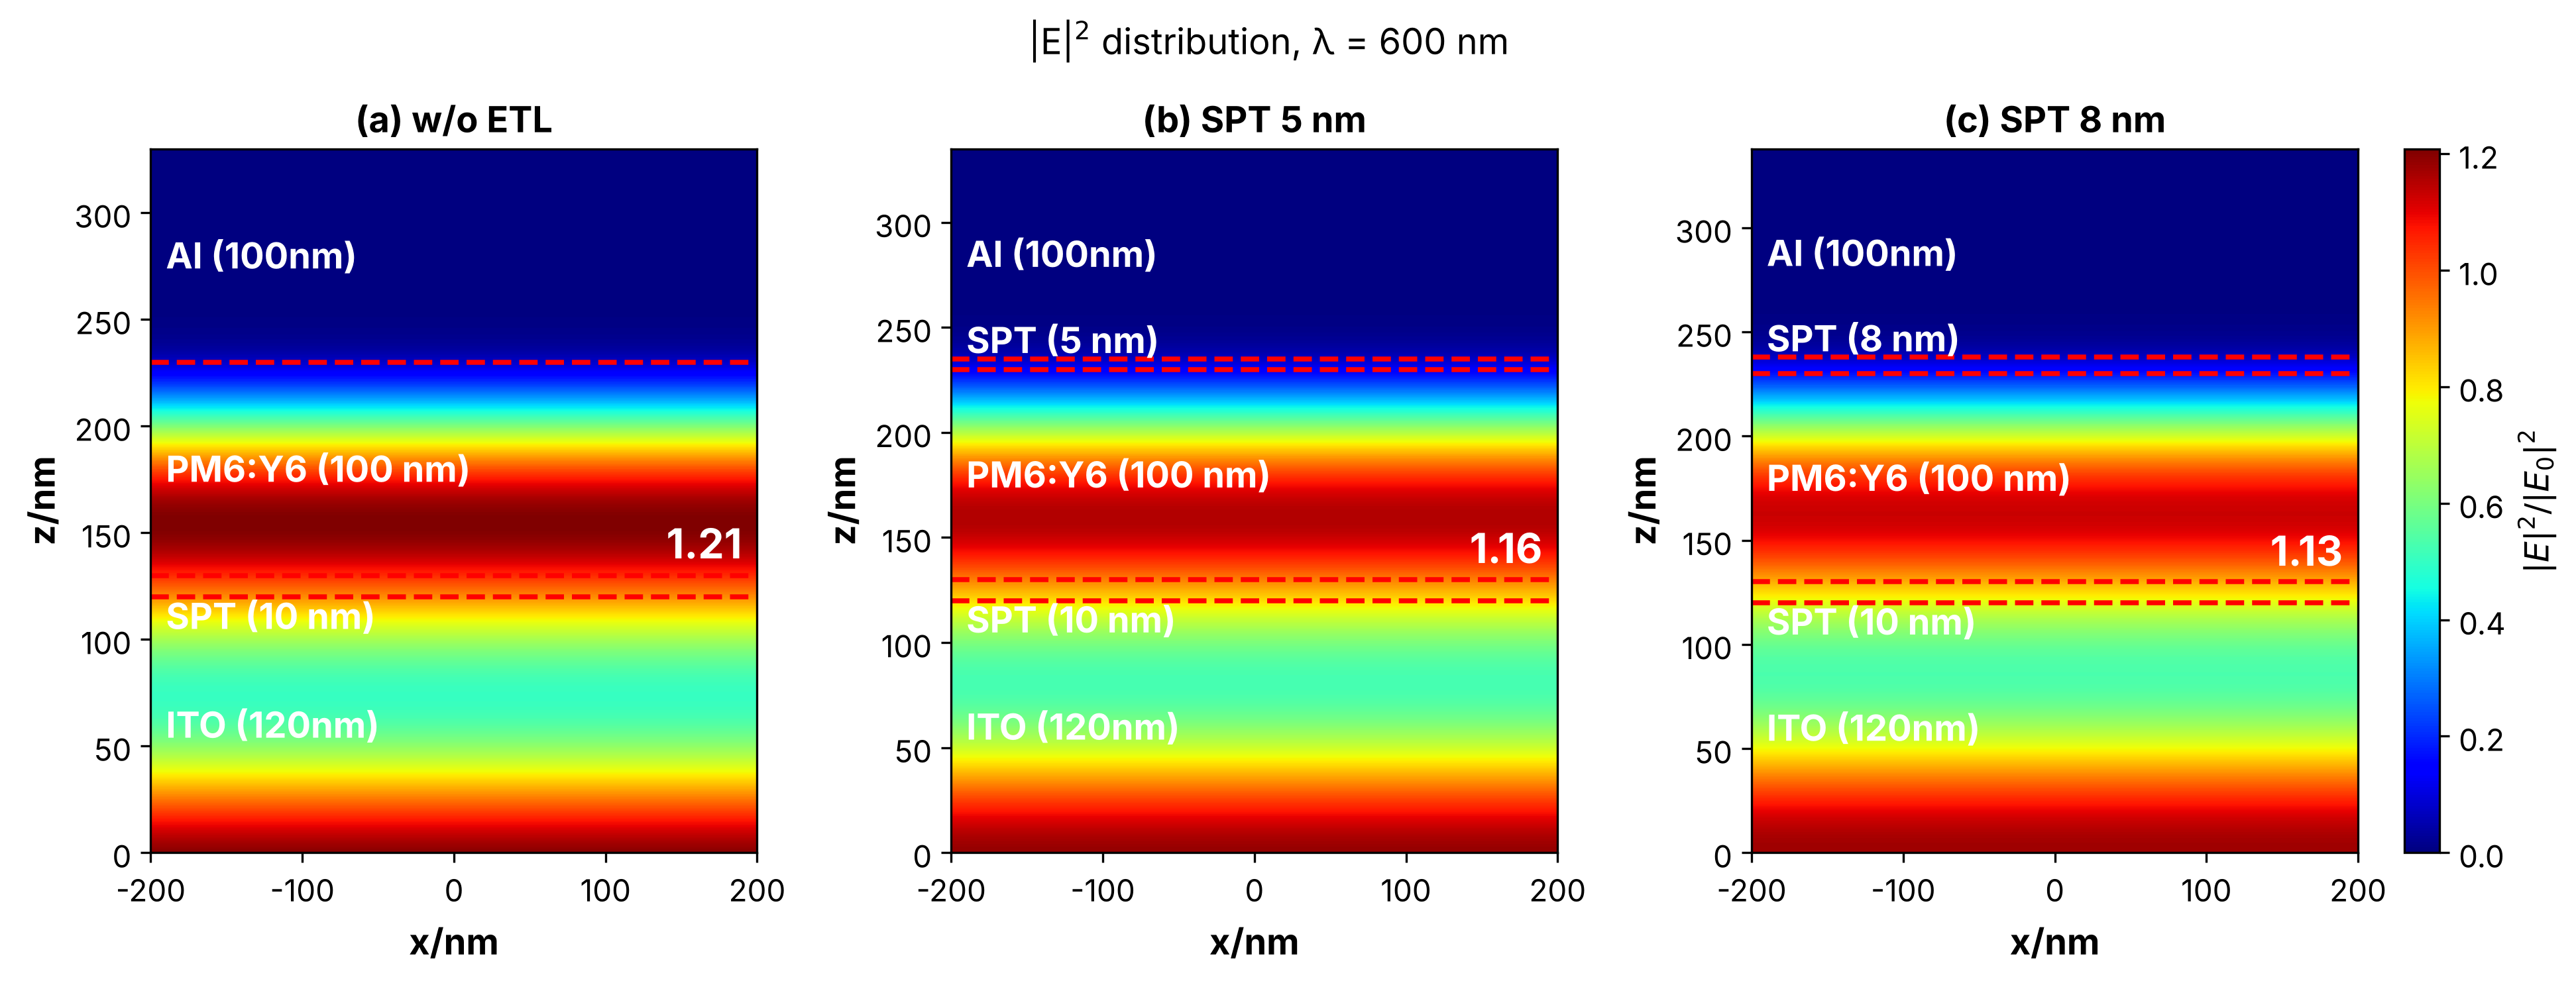 |E|² distribution, λ = 600 nm
(a) w/o ETL
z/nm
300
250
200
150
100
50
0
Al (100nm)
PM6:Y6 (100 nm)
1.21
SPT (10 nm)
ITO (120nm)
-200 -100 0 100 200
x/nm
(b) SPT 5 nm
z/nm
300
250
200
150
100
50
0
Al (100nm)
SPT (5 nm)
PM6:Y6 (100 nm)
1.16
SPT (10 nm)
ITO (120nm)
-200 -100 0 100 200
x/nm
(c) SPT 8 nm
z/nm
300
250
200
150
100
50
0
Al (100nm)
SPT (8 nm)
PM6:Y6 (100 nm)
1.13
SPT (10 nm)
ITO (120nm)
-200 -100 0 100 200
x/nm
1.2
1.0
0.8
0.6
0.4
0.2
0.0
|E|²/|E₀|²